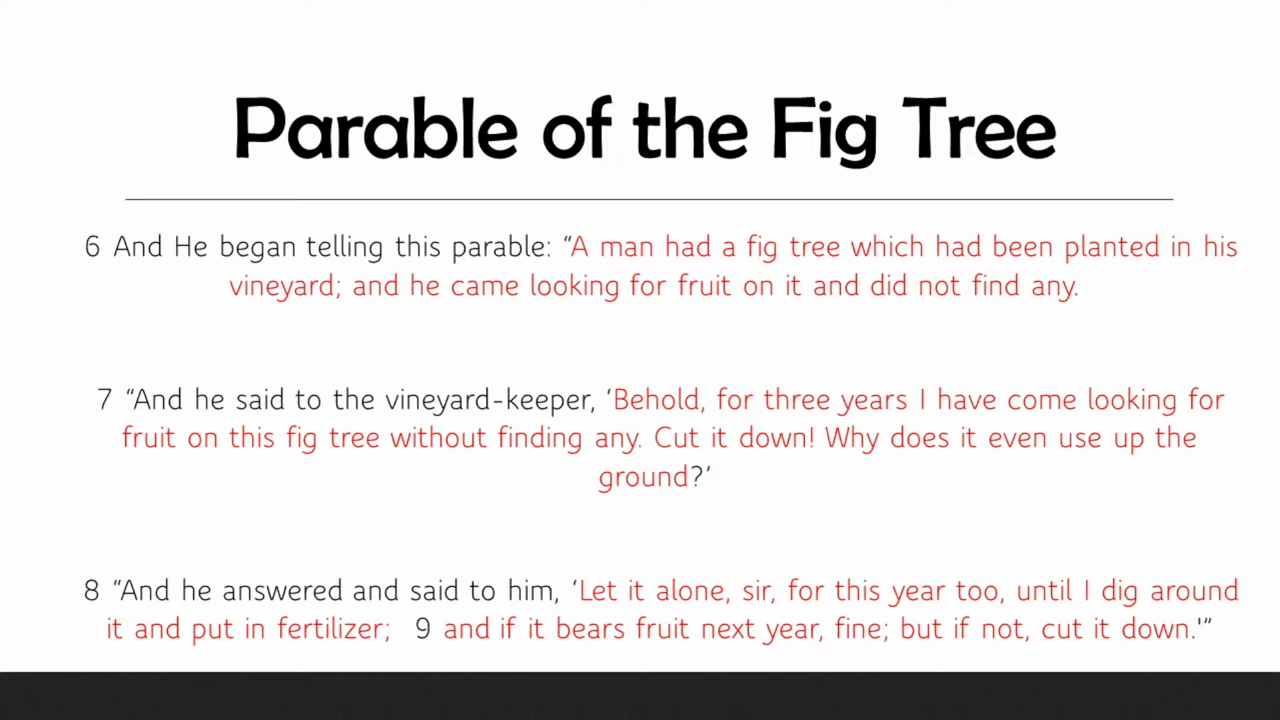 Parable of the Fig Tree
6 And He began telling this parable: “A man had a fig tree which had been planted in his
vineyard; and he came looking for fruit on it and did not find any.
7 “And he said to the vineyard-keeper, ‘Behold, for three years I have come looking for
fruit on this fig tree without finding any. Cut it down! Why does it even use up the
ground?’
8 “And he answered and said to him, ‘Let it alone, sir, for this year too, until I dig around
it and put in fertilizer; 9 and if it bears fruit next year, fine; but if not, cut it down.'”